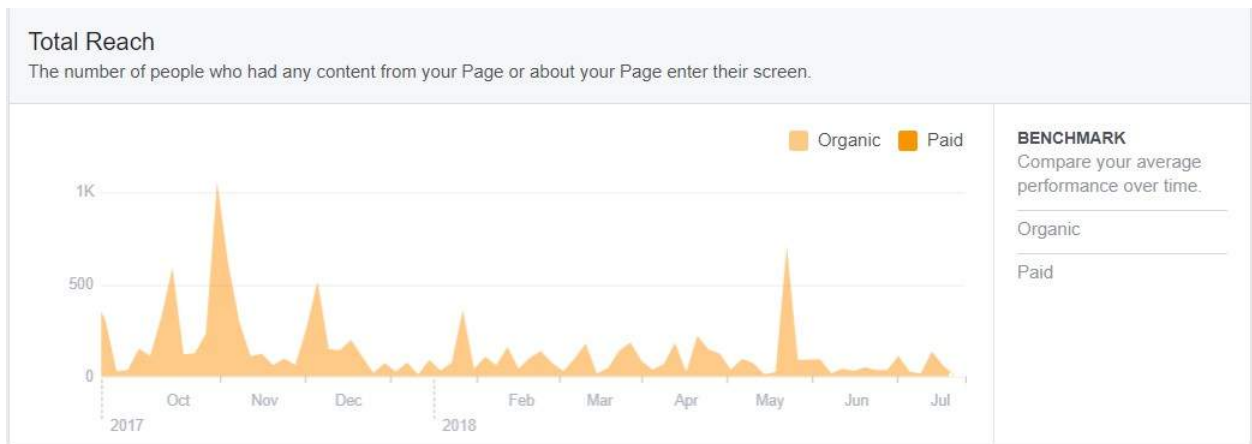 Total Reach
The number of people who had any content from your Page or about your Page enter their screen.
Organic Paid
BENCHMARK
Compare your average
performance over time.
Organic
Paid
1K
500
0
Oct Nov Dec Feb Mar Apr May Jun Jul
2017 2018